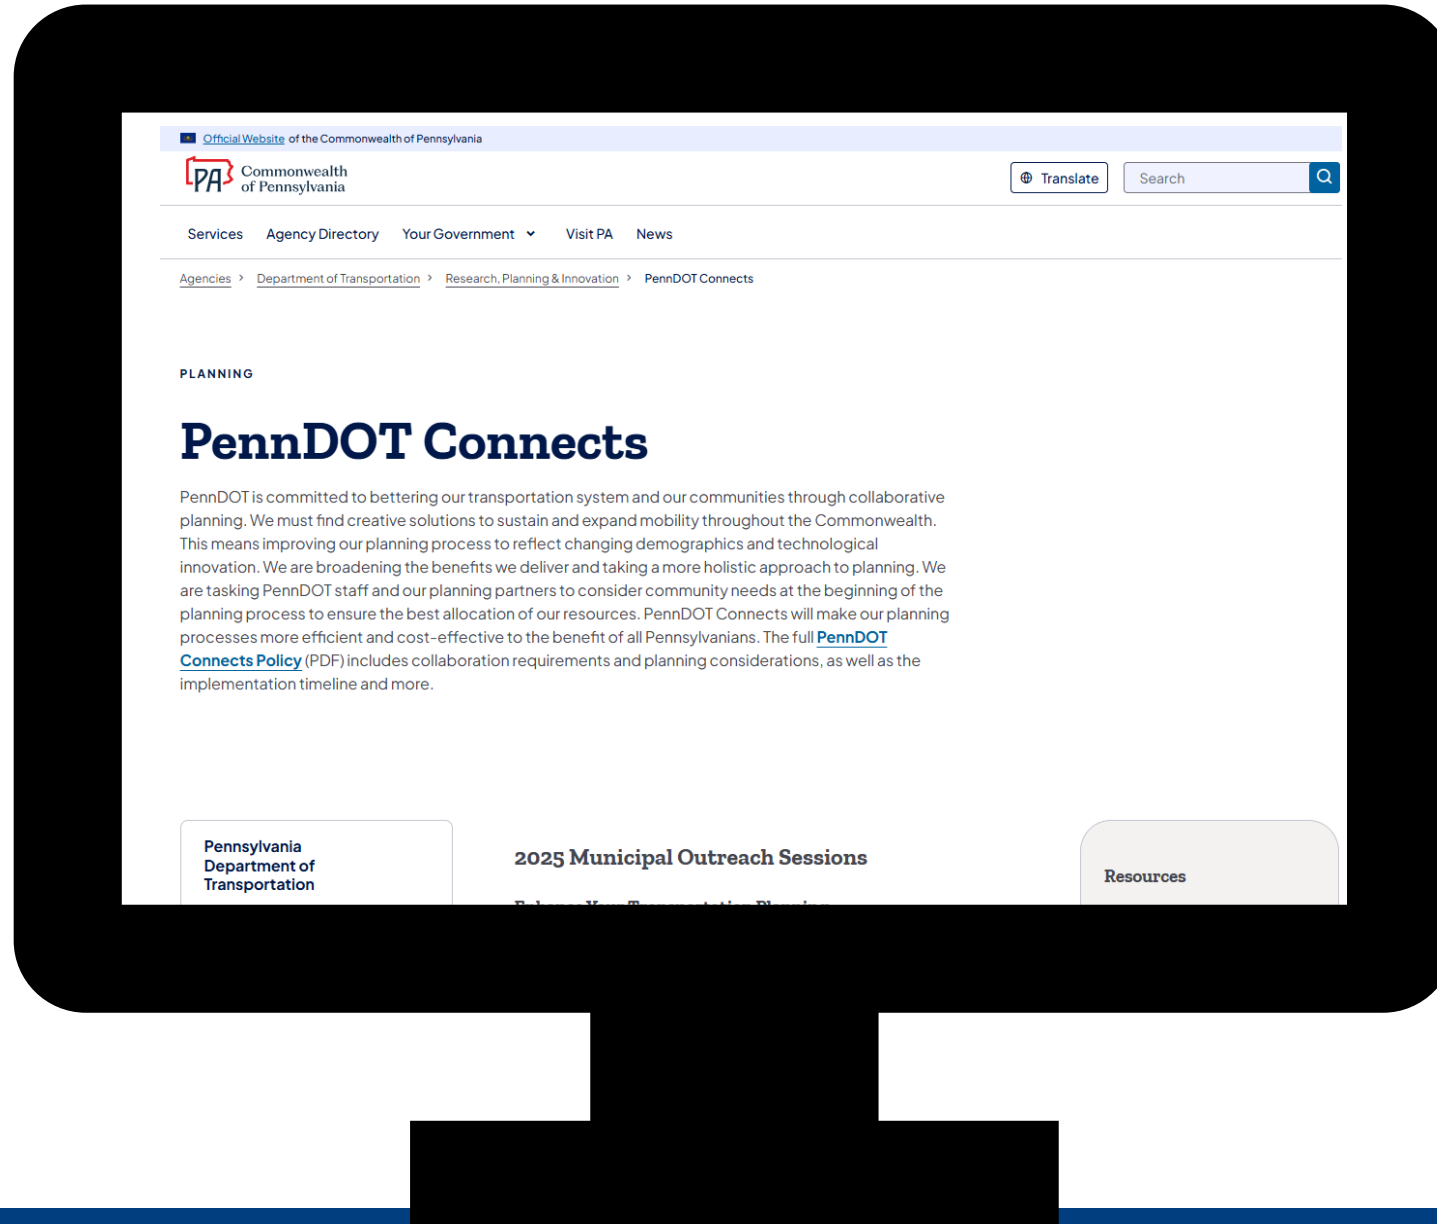 Official Website of the Commonwealth of Pennsylvania
PA Commonwealth
of Pennsylvania
Translate
Search
Services Agency Directory Your Government Visit PA News
Agencies > Department of Transportation > Research, Planning & Innovation > PennDOT Connects
PLANNING
PennDOT Connects
PennDOT is committed to bettering our transportation system and our communities through collaborative
planning. We must find creative solutions to sustain and expand mobility throughout the Commonwealth.
This means improving our planning process to reflect changing demographics and technological
innovation. We are broadening the benefits we deliver and taking a more holistic approach to planning. We
are tasking PennDOT staff and our planning partners to consider community needs at the beginning of the
planning process to ensure the best allocation of our resources. PennDOT Connects will make our planning
processes more efficient and cost-effective to the benefit of all Pennsylvanians. The full PennDOT
Connects Policy (PDF) includes collaboration requirements and planning considerations, as well as the
implementation timeline and more.
Pennsylvania
Department of
Transportation
2025 Municipal Outreach Sessions
Enhance Your Transportation Planning
Resources